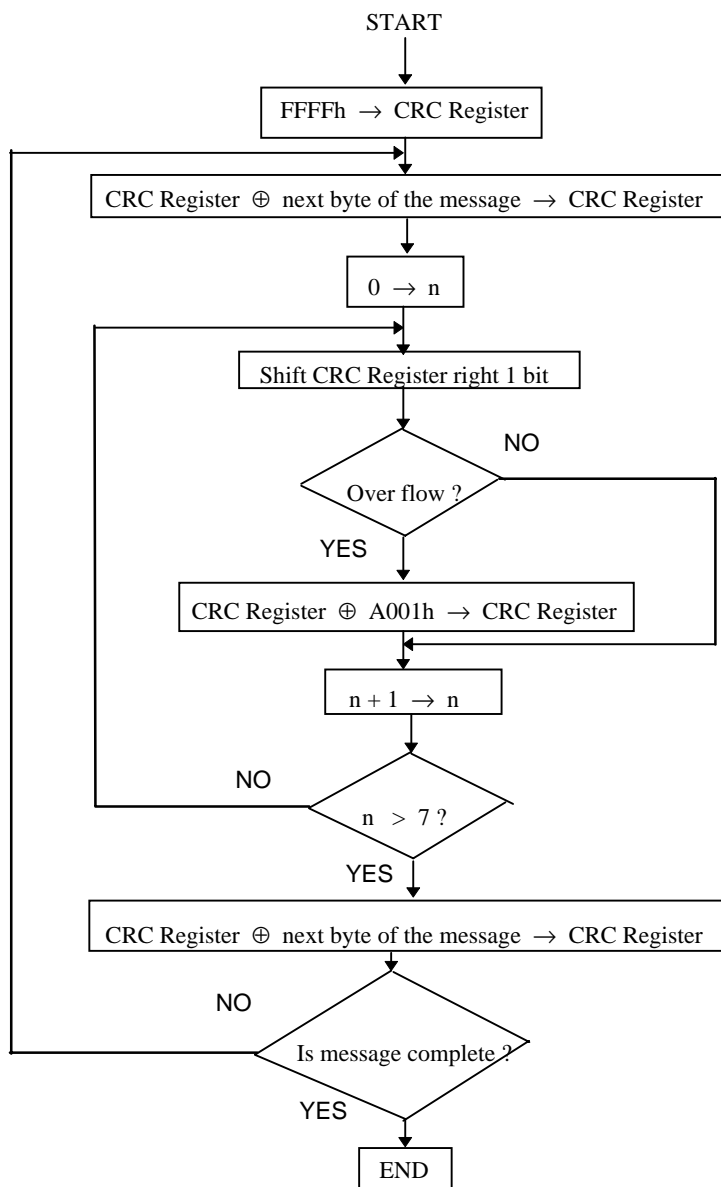 START
FFFFh → CRC Register
CRC Register ⊕ next byte of the message → CRC Register
0 → n
Shift CRC Register right 1 bit
NO
Over flow ?
YES
CRC Register ⊕ A001h → CRC Register
n + 1 → n
NO
n > 7 ?
YES
CRC Register ⊕ next byte of the message → CRC Register
NO
Is message complete ?
YES
END